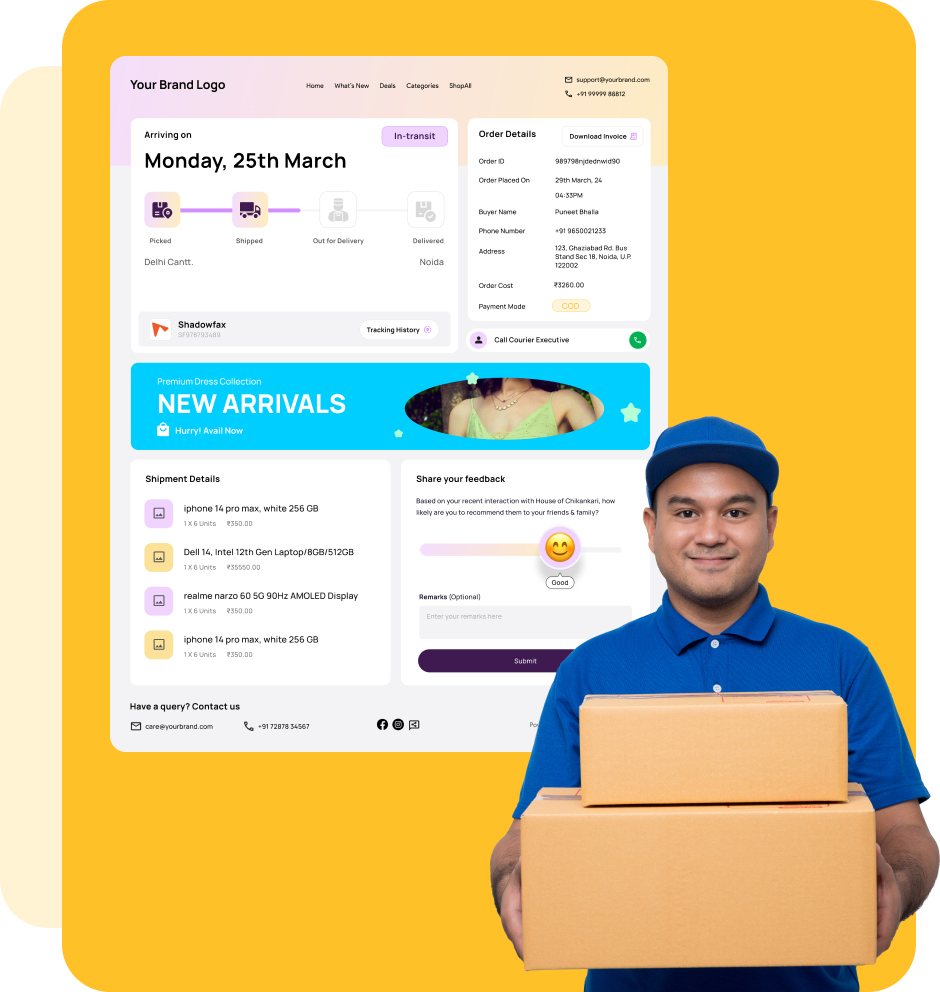 Your Brand Logo
Home What's New Deals Categories ShopAll
support@yourbrand.com
+91 99999 88812
Arriving on
In-transit
Monday, 25th March
Picked Shipped Out for Delivery Delivered
Delhi Cantt. Noida
Shadowfax
SF978793489
Tracking History
Order Details
Download Invoice
Order ID 989798njdednwid90
Order Placed On 29th March, 24
04:33PM
Buyer Name Puneet Bhalla
Phone Number +91 9650021233
Address 123, Ghaziabad Rd. Bus
Stand Sec 18, Noida, U.P.
122002
Order Cost ₹3260.00
Payment Mode COD
Call Courier Executive
Premium Dress Collection
NEW ARRIVALS
Hurry! Avail Now
Shipment Details
iphone 14 pro max, white 256 GB
1 X 6 Units ₹350.00
Dell 14, Intel 12th Gen Laptop/8GB/512GB
1 X 6 Units ₹35550.00
realme narzo 60 5G 90Hz AMOLED Display
1 X 6 Units ₹350.00
iphone 14 pro max, white 256 GB
1 X 6 Units ₹350.00
Share your feedback
Based on your recent interaction with House of Chikankari, how
likely are you to recommend them to your friends & family?
Good
Remarks (Optional)
Enter your remarks here
Submit
Have a query? Contact us
care@yourbrand.com
+91 72878 34567